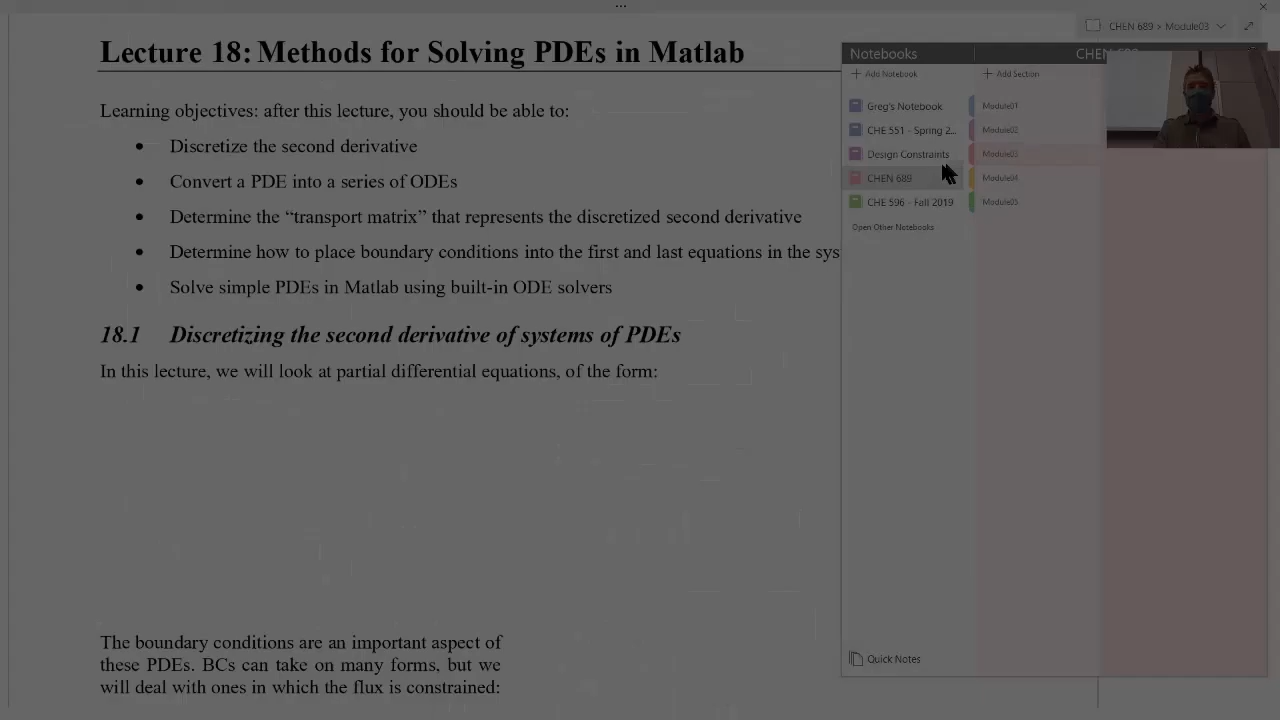 ...
CHEN 689 > Module03
Lecture 18: Methods for Solving PDEs in Matlab
Learning objectives: after this lecture, you should be able to:
• Discretize the second derivative
• Convert a PDE into a series of ODEs
• Determine the “transport matrix” that represents the discretized second derivative
• Determine how to place boundary conditions into the first and last equations in the sys
• Solve simple PDEs in Matlab using built-in ODE solvers
18.1 Discretizing the second derivative of systems of PDEs
In this lecture, we will look at partial differential equations, of the form:
The boundary conditions are an important aspect of
these PDEs. BCs can take on many forms, but we
will deal with ones in which the flux is constrained:
Notebooks
+ Add Notebook
Greg's Notebook
CHE 551 - Spring 2...
Design Constraints
CHEN 689
CHE 596 - Fall 2019
Open Other Notebooks
Quick Notes
+ Add Section
Module01
Module02
Module03
Module04
Module05